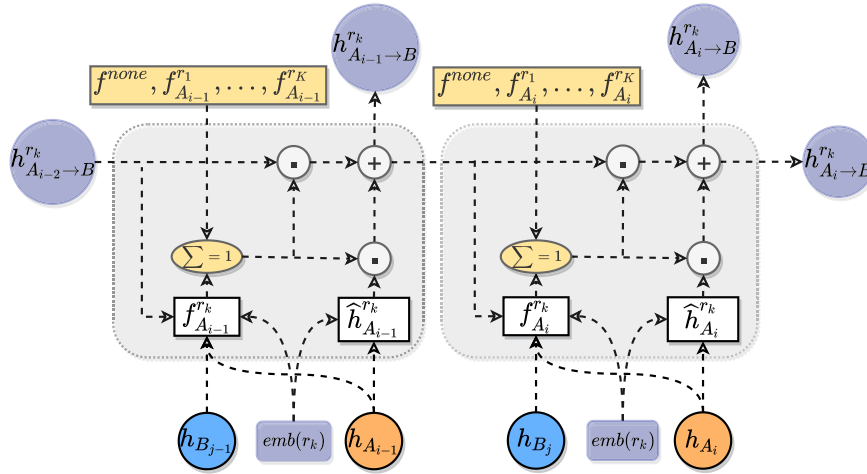 h^{r_k}_{A_{i-1}→B}
h^{r_k}_{A_i→B}
f^{none}, f^{r_1}_{A_{i-1}}, . . . , f^{r_K}_{A_{i-1}}
f^{none}, f^{r_1}_{A_i}, . . . , f^{r_K}_{A_i}
h^{r_k}_{A_{i-2}→B}
·
+
·
+
h^{r_k}_{A_i→B}
∑ = 1
·
∑ = 1
·
f^{r_k}_{A_{i-1}}
ĥ^{r_k}_{A_{i-1}}
f^{r_k}_{A_i}
ĥ^{r_k}_{A_i}
h_{B_{j-1}}
emb(r_k)
h_{A_{i-1}}
h_{B_j}
emb(r_k)
h_{A_i}